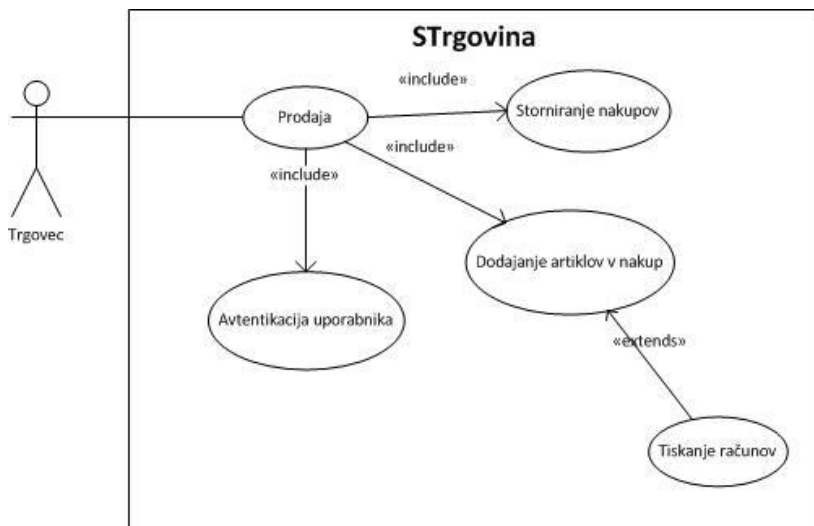 STrgovina
«include»
Storniranje nakupov
Prodaja
«include»
«include»
Trgovec
Dodajanje artiklov v nakup
Avtentikacija uporabnika
«extends»
Tiskanje računov